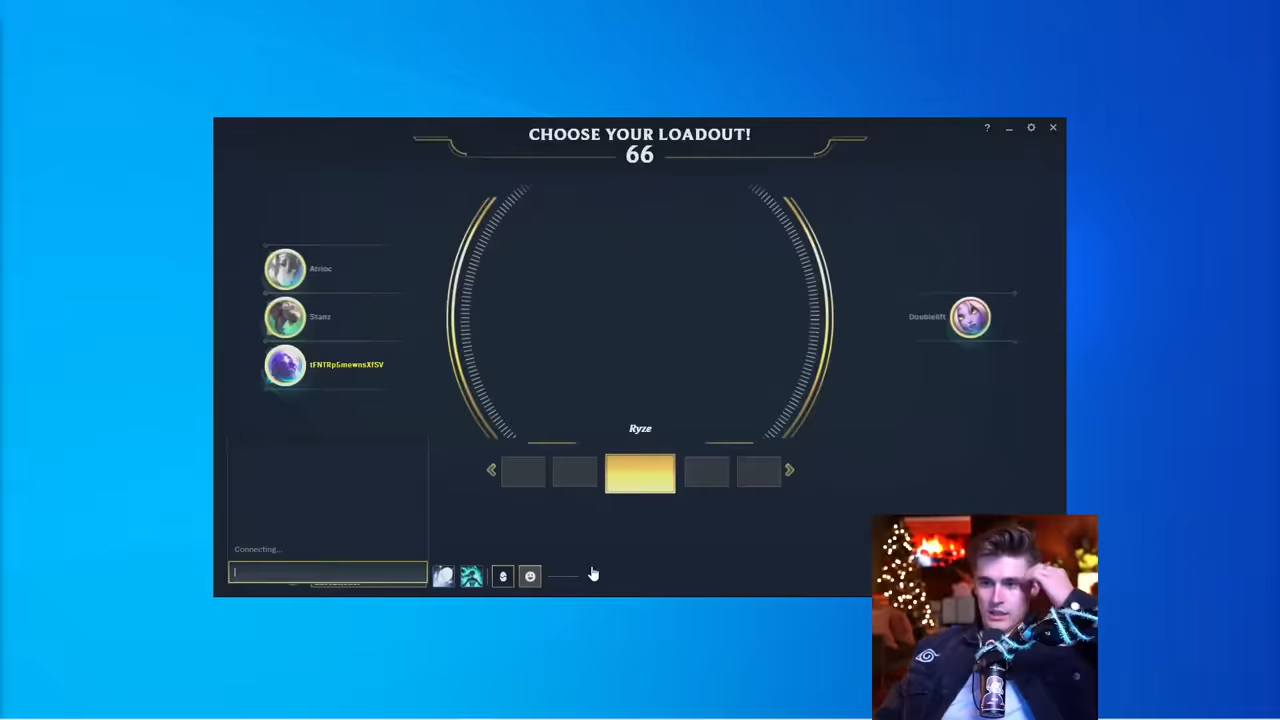 CHOOSE YOUR LOADOUT!
66
?
Atrioc
Stanz
Doublelift
tFNTRp5mewnsXfSV
Ryze
Connecting...